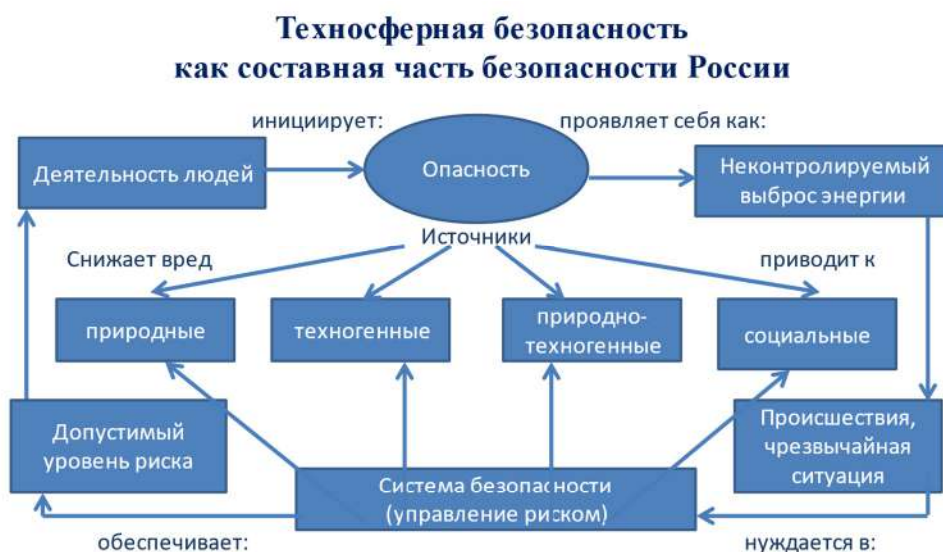 Техносферная безопасность
как составная часть безопасности России
инициирует:
проявляет себя как:
Деятельность людей
Опасность
Неконтролируемый
выброс энергии
Источники
Снижает вред
приводит к
природные
техногенные
природно-
техногенные
социальные
Допустимый
уровень риска
Происшествия,
чрезвычайная
ситуация
Система безопасности
(управление риском)
обеспечивает:
нуждается в: